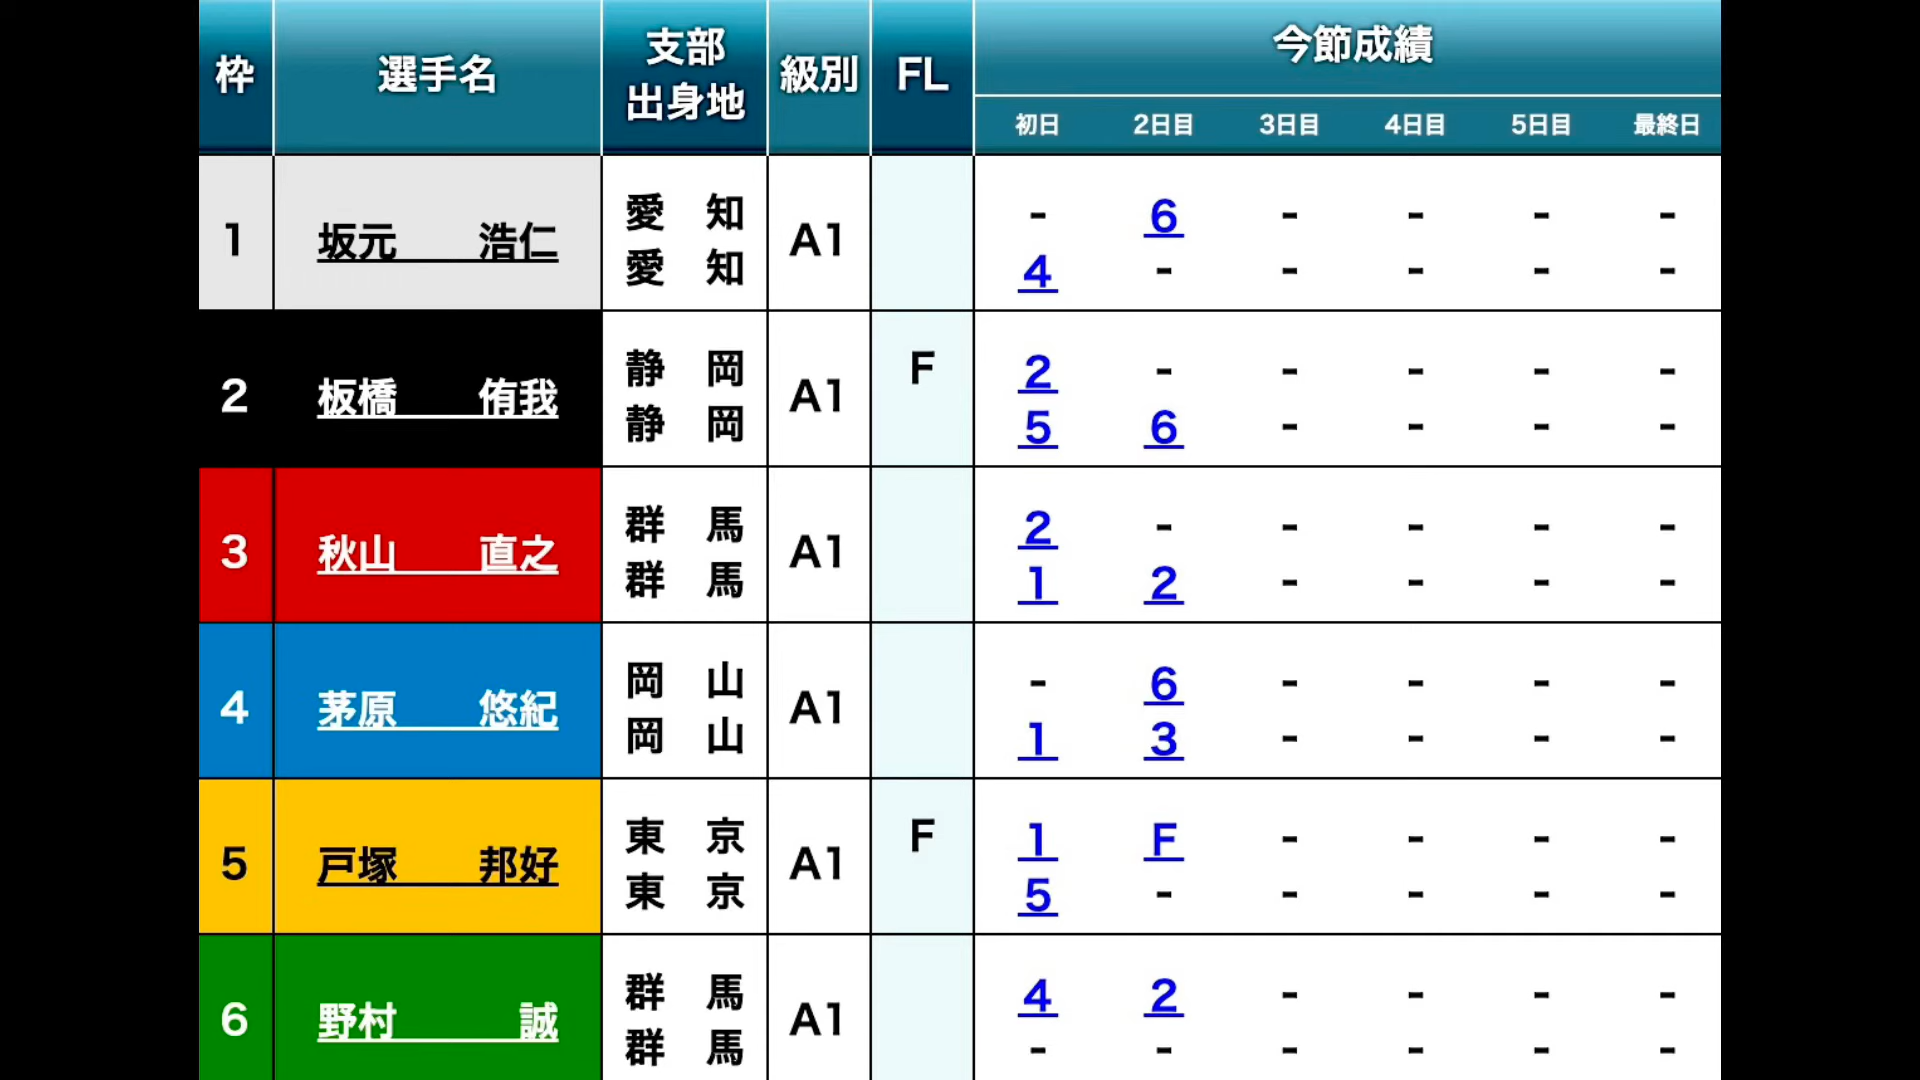 枠 選手名 支部 出身地 級別 FL 今節成績
初日 2日目 3日目 4日目 5日目 最終日
1 坂元 浩仁 愛知 A1 - 6 - - - -
愛知 4 - - - - -
2 板橋 侑我 静岡 A1 F 2 - - - - -
静岡 5 6 - - - -
3 秋山 直之 群馬 A1 2 - - - - -
群馬 1 2 - - - -
4 茅原 悠紀 岡山 A1 - 6 - - - -
岡山 1 3 - - - -
5 戸塚 邦好 東京 A1 F 1 F - - - -
東京 5 - - - - -
6 野村 誠 群馬 A1 4 2 - - - -
群馬 - - - - - -